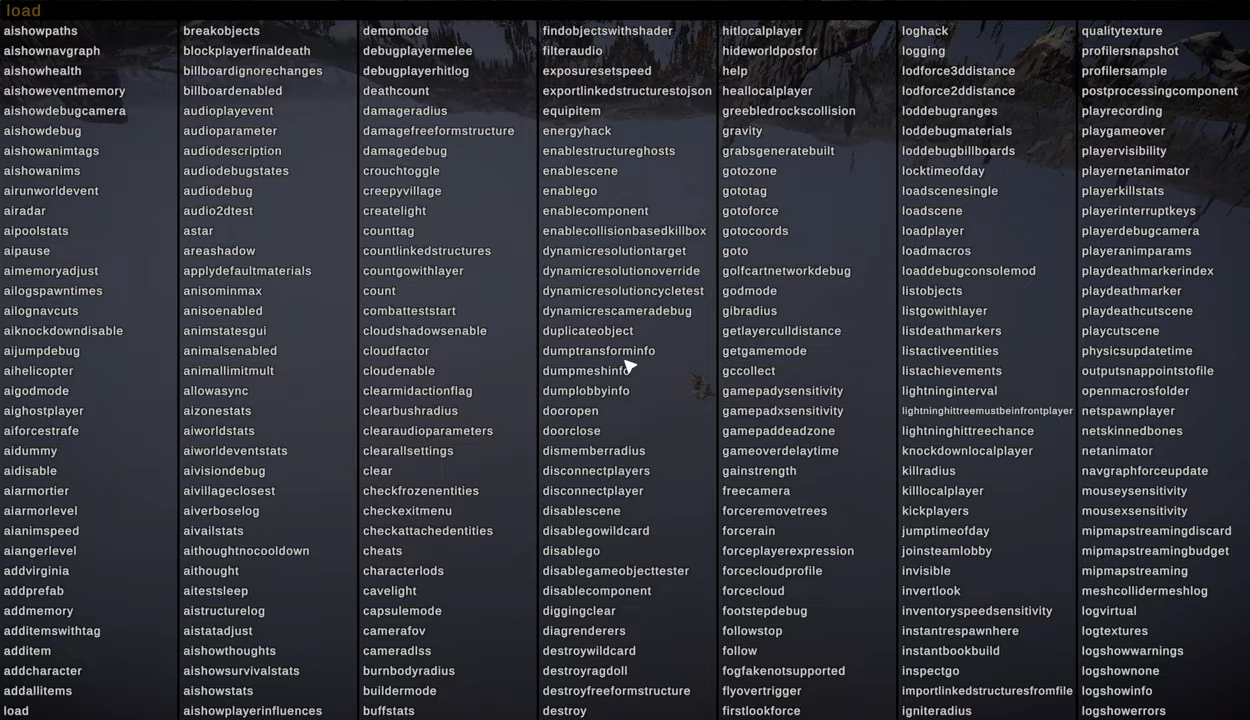 load
aishowpaths
aishownavgraph
aishowhealth
aishoweventmemory
aishowdebugcamera
aishowdebug
aishowanimtags
aishowanims
airunworldevent
airadar
aipoolstats
aipause
aimemoryadjust
ailogspawntimes
ailognavcuts
aiknockdowndisable
aijumpdebug
aihelicopter
aigodmode
aighostplayer
aiforcestrafe
aidummy
aidisable
aiarmortier
aiarmorlevel
aianimspeed
aiangerlevel
addvirginia
addprefab
addmemory
additemswithtag
additem
addcharacter
addallitems
load
breakobjects
blockplayerfinaldeath
billboardignorechanges
billboardenabled
audioplayevent
audioparameter
audiodescription
audiodebugstates
audiodebug
audio2dtest
astar
areashadow
applydefaultmaterials
anisominmax
anisoenabled
animstatesgui
animalsenabled
animallimitmult
allowasync
aizonestats
aiworldstats
aiworldeventstats
aivisiondebug
aivillageclosest
aiverboselog
aivailstats
aithoughtnocooldown
aithought
aitestsleep
aistructurelog
aistatadjust
aishowthoughts
aishowsurvivalstats
aishowstats
aishowplayerinfluences
demomode
debugplayermelee
debugplayerhitlog
deathcount
damageradius
damagefreeformstructure
damagedebug
crouchtoggle
creepyvillage
createlight
counttag
countlinkedstructures
countgowithlayer
count
combatteststart
cloudshadowsenable
cloudfactor
cloudenable
clearmidactionflag
clearbushradius
clearaudioparameters
clearallsettings
clear
checkfrozenentities
checkexitmenu
checkattachedentities
cheats
characterlods
cavelight
capsulemode
camerafov
cameradlss
burnbodyradius
buildermode
buffstats
findobjectswithshader
filteraudio
exposuresetspeed
exportlinkedstructurestojson
equipitem
energyhack
enablestructureghosts
enablescene
enablego
enablecomponent
enablecollisionbasedkillbox
dynamicresolutiontarget
dynamicresolutionoverride
dynamicresolutioncycletest
dynamicrescameradebug
duplicateobject
dumptransforminfo
dumpmeshinfo
dumplobbyinfo
dooropen
doorclose
dismemberradius
disconnectplayers
disconnectplayer
disablescene
disablegowildcard
disablego
disablegameobjecttester
disablecomponent
diggingclear
diagrenderers
destroywildcard
destroyragdoll
destroyfreeformstructure
destroy
hitlocalplayer
hideworldposfor
help
heallocalplayer
greebledrockscollision
gravity
grabsgeneratebuilt
gotozone
gototag
gotoforce
gotocoords
goto
golfcartnetworkdebug
godmode
gibradius
getlayerculldistance
getgamemode
gccollect
gamepadysensitivity
gamepadxsensitivity
gamepaddeadzone
gameoverdelaytime
gainstrength
freecamera
forceremovetrees
forcerain
forceplayerexpression
forcecloudprofile
forcecloud
footstepdebug
followstop
follow
fogfakenotsupported
flyovertrigger
firstlookforce
loghack
logging
lodforce3ddistance
lodforce2ddistance
loddebugranges
loddebugmaterials
loddebugbillboards
locktimeofday
loadscenesingle
loadscene
loadplayer
loadmacros
loaddebugconsolemod
listobjects
listgowithlayer
listdeathmarkers
listactiveentities
listachievements
lightninginterval
lightninghittreemustbeinfrontplayer
lightninghittreechance
knockdownlocalplayer
killradius
killlocalplayer
kickplayers
jumptimeofday
joinsteamlobby
invisible
invertlook
inventoryspeedsensitivity
instantrespawnhere
instantbookbuild
inspectgo
importlinkedstructuresfromfile
igniteradius
qualitytexture
profilersnapshot
profilersample
postprocessingcomponent
playrecording
playgameover
playervisibility
playernetanimator
playerkillstats
playerinterruptkeys
playerdebugcamera
playeranimparams
playdeathmarkerindex
playdeathmarker
playdeathcutscene
playcutscene
physicsupdatetime
outputsnappointstofile
openmacrosfolder
netspawnplayer
netskinnedbones
netanimator
navgraphforceupdate
mouseysensitivity
mousexsensitivity
mipmapstreamingdiscard
mipmapstreamingbudget
mipmapstreaming
meshcollidermeshlog
logvirtual
logtextures
logshowwarnings
logshownone
logshowinfo
logshowerrors